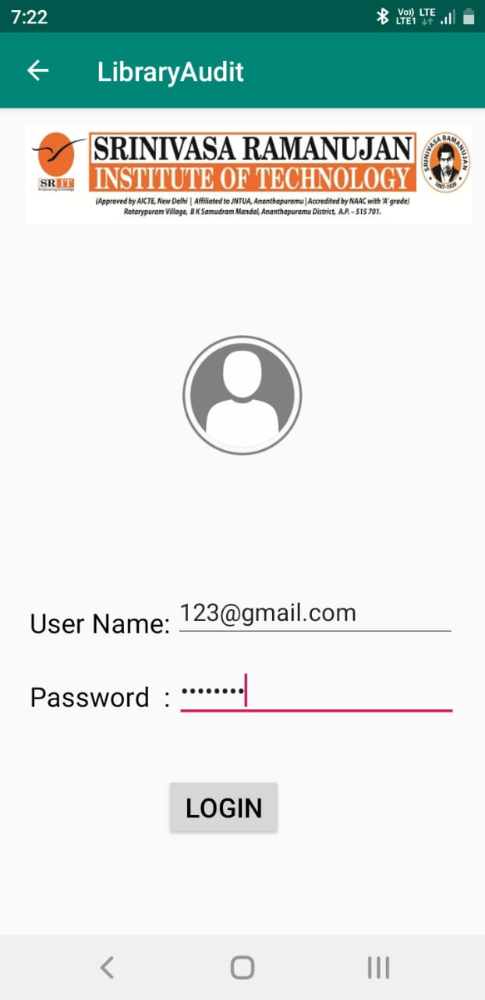 7:22
Vo)) LTE
LTE1
LibraryAudit
SRINIVASA RAMANUJAN
INSTITUTE OF TECHNOLOGY
SRIT
SRINIVASA RAMANUJAN
1887-1920
(Approved by AICTE, New Delhi | Affiliated to JNTUA, Ananthapuramu | Accredited by NAAC with 'A' grade)
Rotarypuram Village, B K Samudram Mandal, Ananthapuramu District, A.P. – 515 701.
User Name: 123@gmail.com
Password : ••••••••
LOGIN